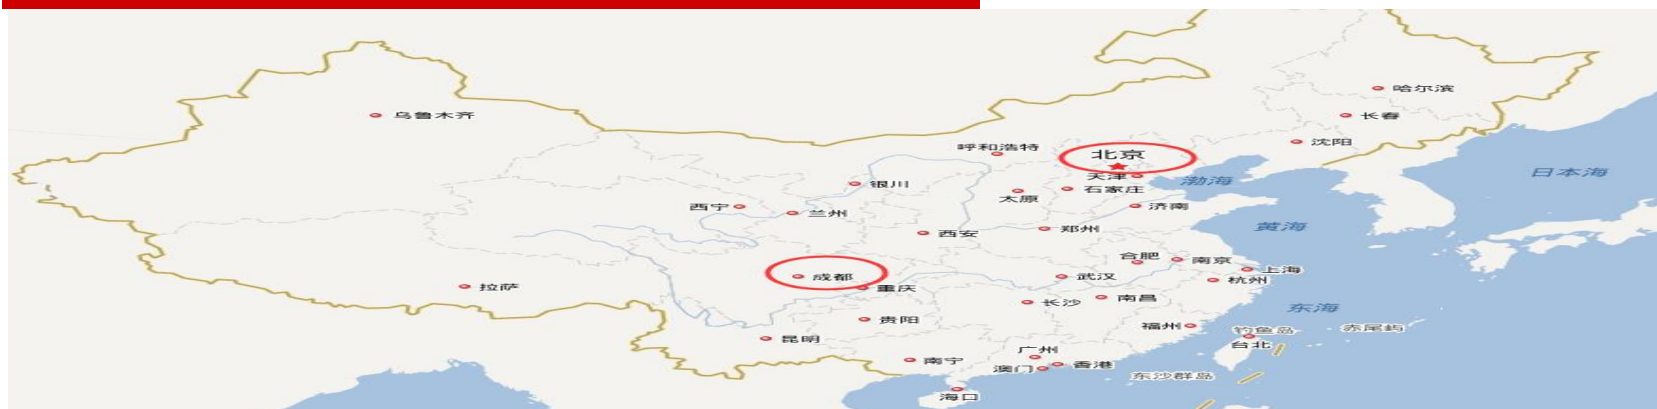 哈尔滨
乌鲁木齐
长春
沈阳
呼和浩特
北京
日本海
天津
渤海
银川
石家庄
太原
西宁
兰州
济南
黄海
郑州
西安
合肥
南京
上海
成都
武汉
杭州
拉萨
重庆
长沙
南昌
东海
贵阳
福州
钓鱼岛
赤尾屿
昆明
台北
广州
南宁
澳门
香港
东沙群岛
海口